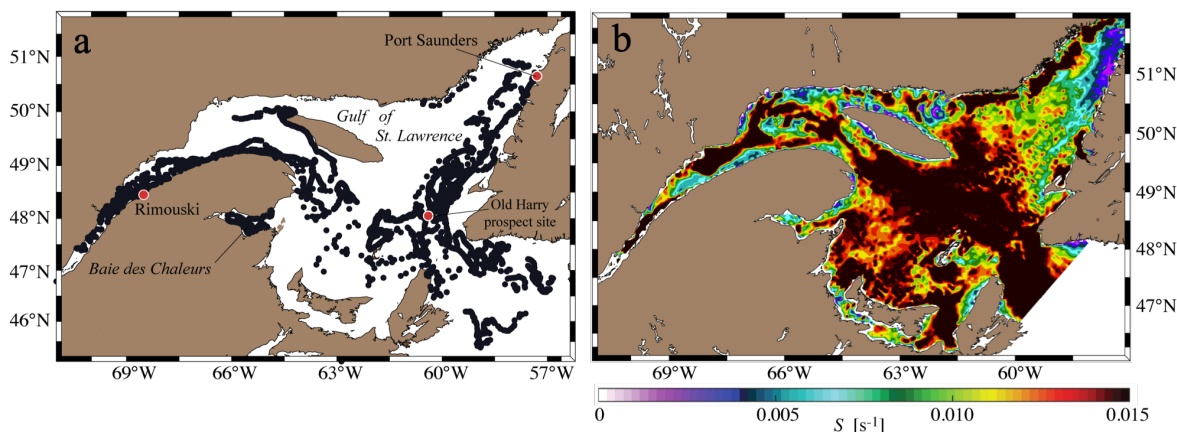 a
Port Saunders
Gulf of
St. Lawrence
Rimouski
Old Harry
prospect site
Baie des Chaleurs
51°N
50°N
49°N
48°N
47°N
46°N
69°W
66°W
63°W
60°W
57°W
b
51°N
50°N
49°N
48°N
47°N
69°W
66°W
63°W
60°W
0
0.005
0.010
0.015
S [s⁻¹]